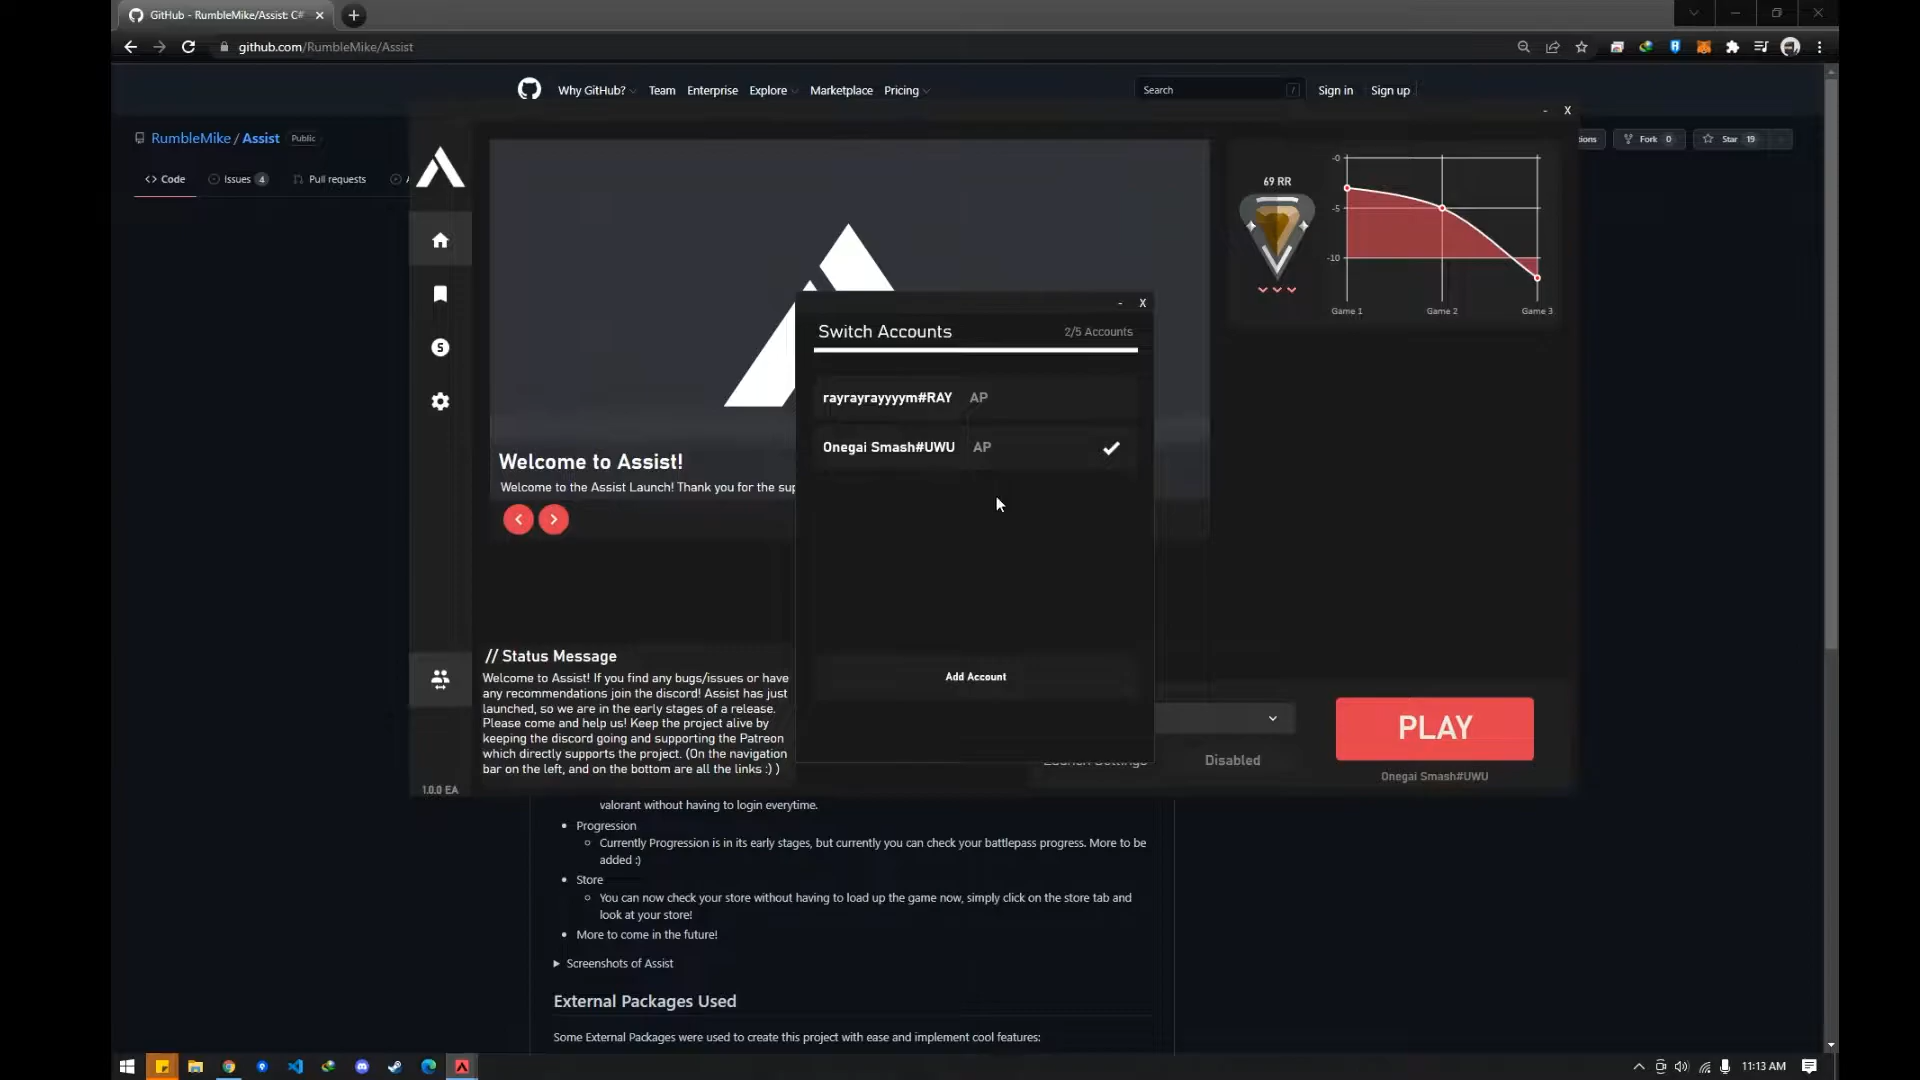 GitHub - RumbleMike/Assist: C#
github.com/RumbleMike/Assist
Why GitHub?
Team
Enterprise
Explore
Marketplace
Pricing
Search
/
Sign in
Sign up
RumbleMike / Assist
Public
Fork 0
Star 19
Code
Issues 4
Pull requests
- X
69 RR
-0
-5
-10
Game 1
Game 2
Game 3
- X
Switch Accounts
2/5 Accounts
rayrayrayyyym#RAY AP
Onegai Smash#UWU AP
Add Account
Welcome to Assist!
Welcome to the Assist Launch! Thank you for the sup
// Status Message
Welcome to Assist! If you find any bugs/issues or have
any recommendations join the discord! Assist has just
launched, so we are in the early stages of a release.
Please come and help us! Keep the project alive by
keeping the discord going and supporting the Patreon
which directly supports the project. (On the navigation
bar on the left, and on the bottom are all the links :) )
1.0.0 EA
Launch Settings
Disabled
PLAY
Onegai Smash#UWU
valorant without having to login everytime.
Progression
Currently Progression is in its early stages, but currently you can check your battlepass progress. More to be
added :)
Store
You can now check your store without having to load up the game now, simply click on the store tab and
look at your store!
More to come in the future!
Screenshots of Assist
External Packages Used
Some External Packages were used to create this project with ease and implement cool features:
11:13 AM